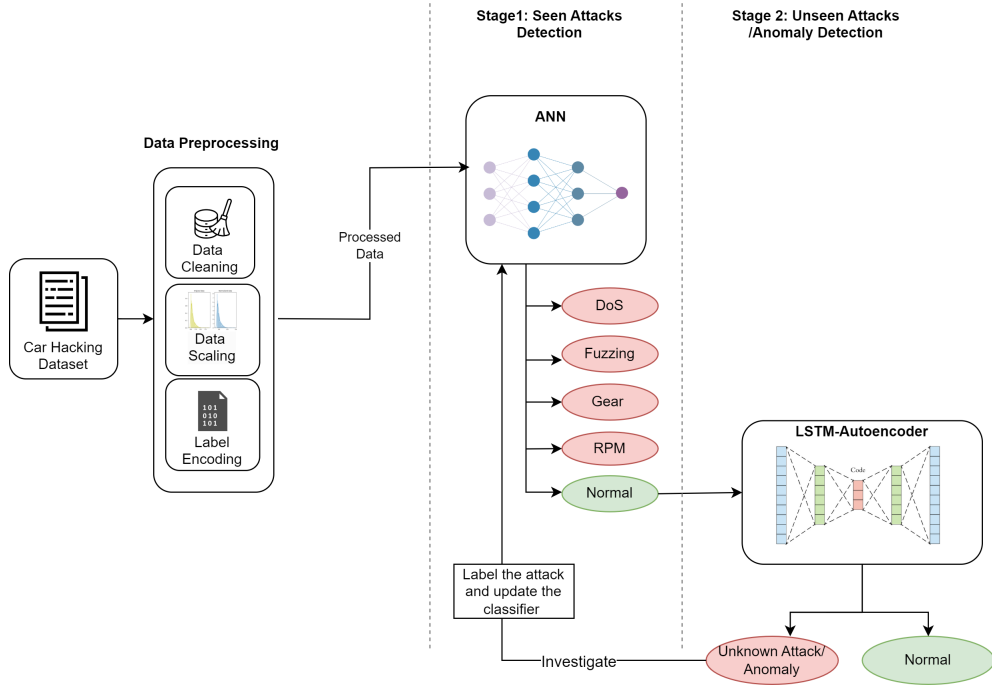 Stage1: Seen Attacks
Detection
Stage 2: Unseen Attacks
/Anomaly Detection
Data Preprocessing
Data
Cleaning
Data
Scaling
101
010
101
Label
Encoding
Car Hacking
Dataset
Processed
Data
ANN
DoS
Fuzzing
Gear
RPM
Normal
LSTM-Autoencoder
Code
Label the attack
and update the
classifier
Investigate
Unknown Attack/
Anomaly
Normal